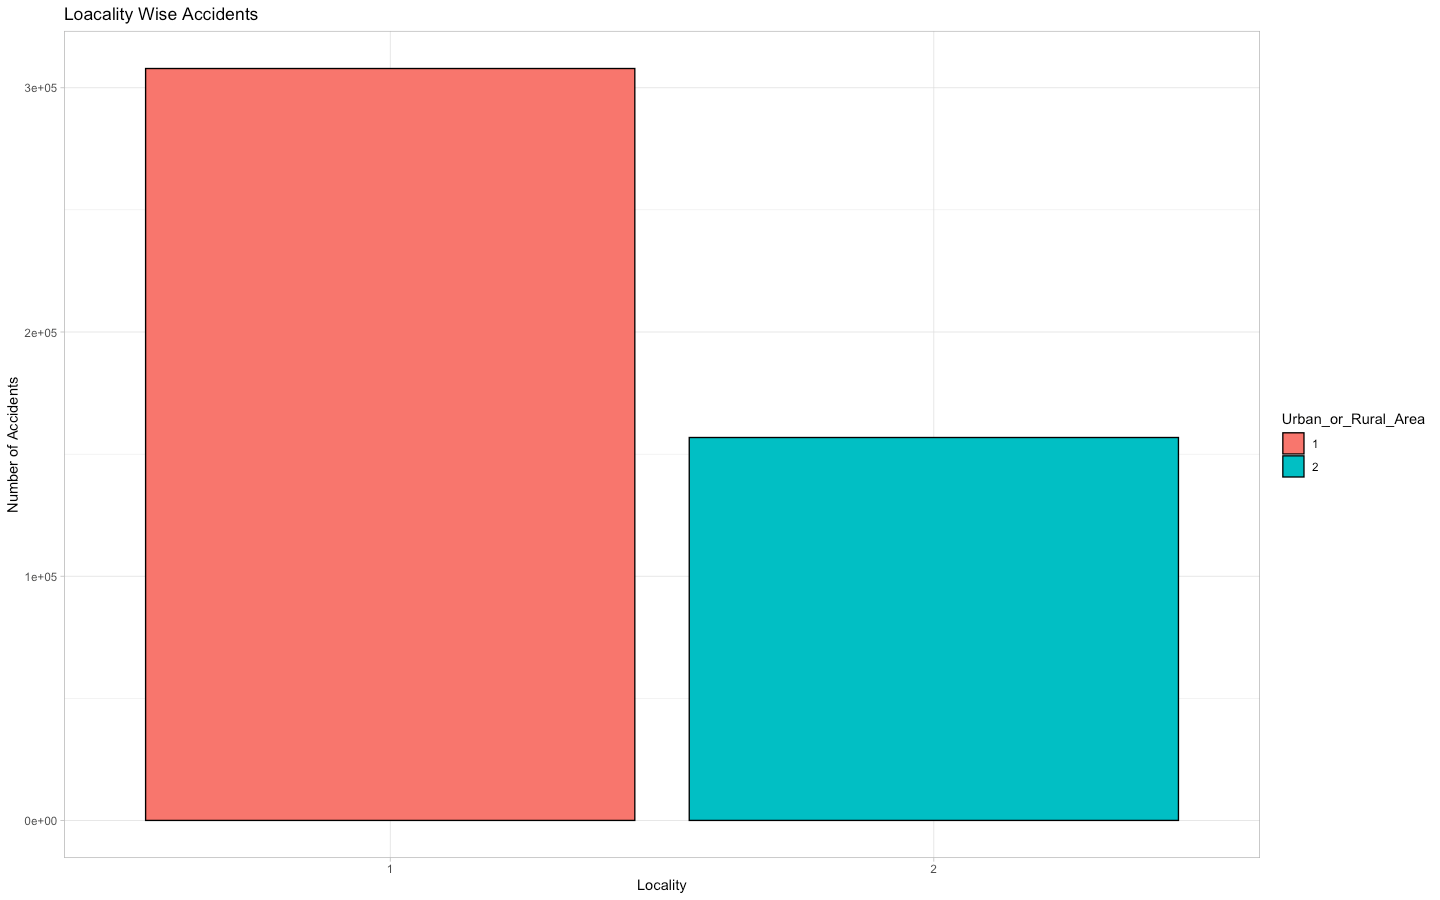 Loacality Wise Accidents
Number of Accidents
3e+05
2e+05
1e+05
0e+00
1
2
Locality
Urban_or_Rural_Area
1
2